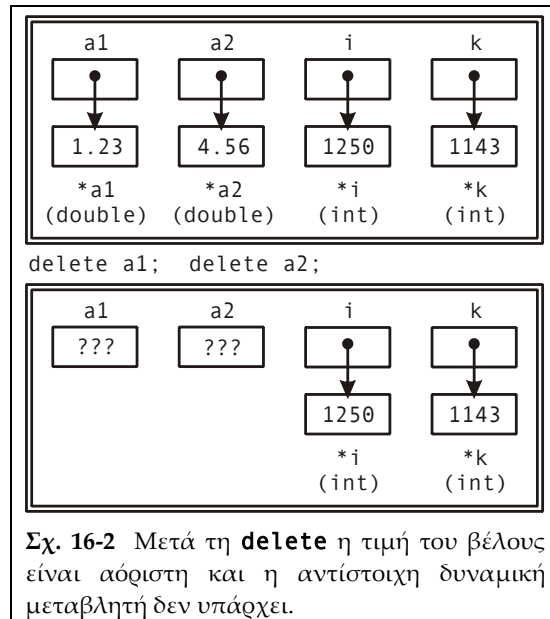 a1 a2 i k
1.23 4.56 1250 1143
*a1 *a2 *i *k
(double) (double) (int) (int)
delete a1; delete a2;
a1 a2 i k
??? ???
1250 1143
*i *k
(int) (int)
Σχ. 16-2 Μετά τη delete η τιμή του βέλους
είναι αόριστη και η αντίστοιχη δυναμική
μεταβλητή δεν υπάρχει.